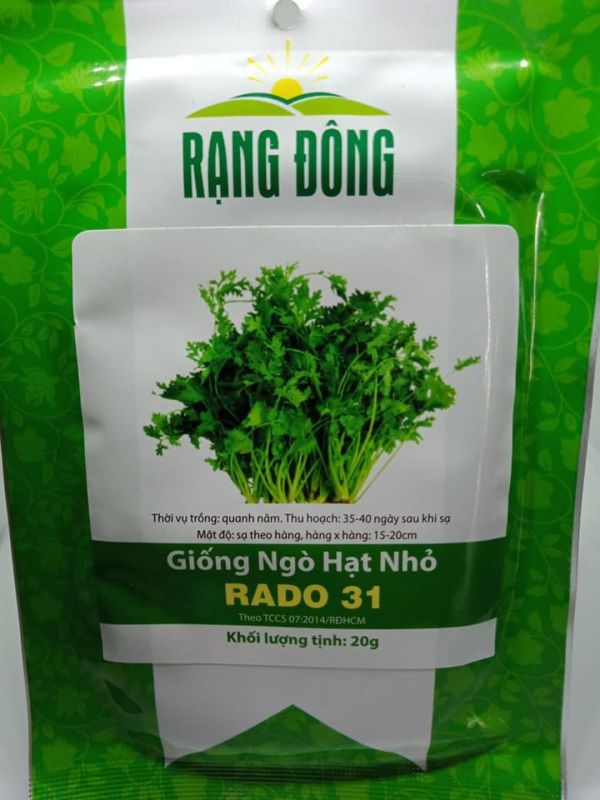 RẠNG ĐÔNG
Thời vụ trồng: quanh năm. Thu hoạch: 35-40 ngày sau khi sạ
Mật độ: sạ theo hàng, hàng x hàng: 15-20cm
Giống Ngò Hạt Nhỏ
RADO 31
Theo TCCS 07:2014/RĐHCM
Khối lượng tịnh: 20g